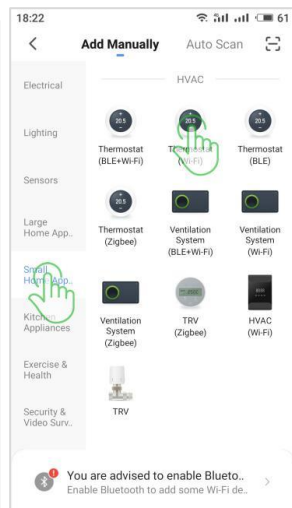 18:22
61
Add Manually
Auto Scan
Electrical
Lighting
Sensors
Large
Home App..
Small
Home App..
Kitchen
Appliances
Exercise &
Health
Security &
Video Surv..
HVAC
20.5
Thermostat
(BLE+Wi-Fi)
20.5
Thermostat
(Wi-Fi)
20.5
Thermostat
(BLE)
20.5
Thermostat
(Zigbee)
Ventilation
System
(BLE+Wi-Fi)
Ventilation
System
(Wi-Fi)
Ventilation
System
(Zigbee)
TRV
(Zigbee)
HVAC
(Wi-Fi)
TRV
You are advised to enable Blueto..
Enable Bluetooth to add some Wi-Fi de..